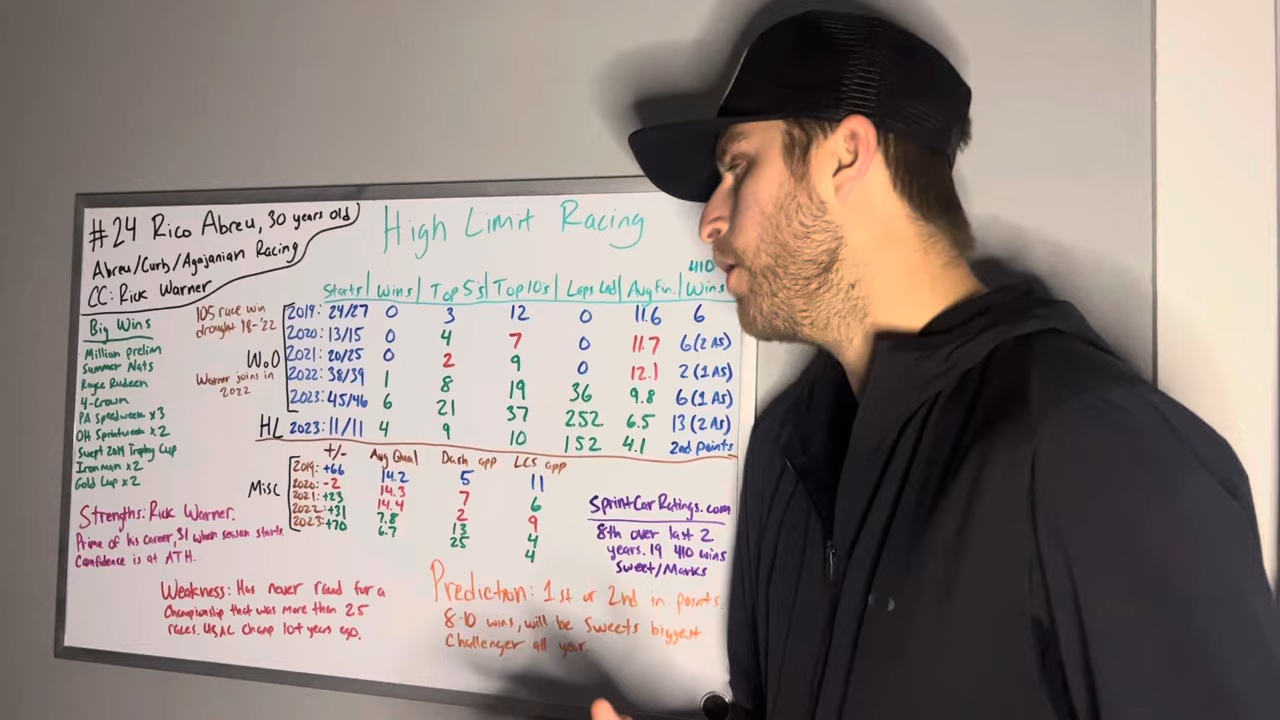 #24 Rico Abreu, 30 years old
Abreu/Curb/Agajanian Racing
CC: Rick Warner
High Limit Racing
Starts | Wins | Top 5's | Top 10's | Laps Led | Avg Fin. | 410 Wins
Big Wins
Million prelim
Summer Nats
Rayce Rudeen
4-Crown
PA Speedweek x3
OH Sprintweek x2
Swept 2019 Trophy Cup
Ironman x2
Gold Cup x2
105 race win
drought 18-'22
WoO
Warner joins in
2022
2019: 24/27 0 3 12 0 11.6 6
2020: 13/15 0 4 7 0 11.7 6 (2 AS)
2021: 20/25 0 2 9 0 12.1 2 (1 AS)
2022: 38/39 1 8 19 36 9.8 6 (1 AS)
2023: 45/46 6 21 37 252 6.5 13 (2 AS)
HL 2023: 11/11 4 9 10 152 4.1 2nd points
+/- Avg Qual Dash app LCS app
Misc
2019: +66 14.2 5 11
2020: -2 14.3 7 6
2021: +23 14.4 2 9
2022: +31 7.8 13 4
2023: +70 6.7 25 4
SprintCarRatings.com
8th over last 2
years. 19 410 wins
Sweet/Marks
Strengths: Rick Warner.
Prime of his career, 31 when season starts.
Confidence is at ATH.
Weakness: Has never raced for a
Championship that was more than 25
races. USAC champ 10+ years ago.
Prediction: 1st or 2nd in points.
8-10 wins, will be Sweets biggest
Challenger all year.